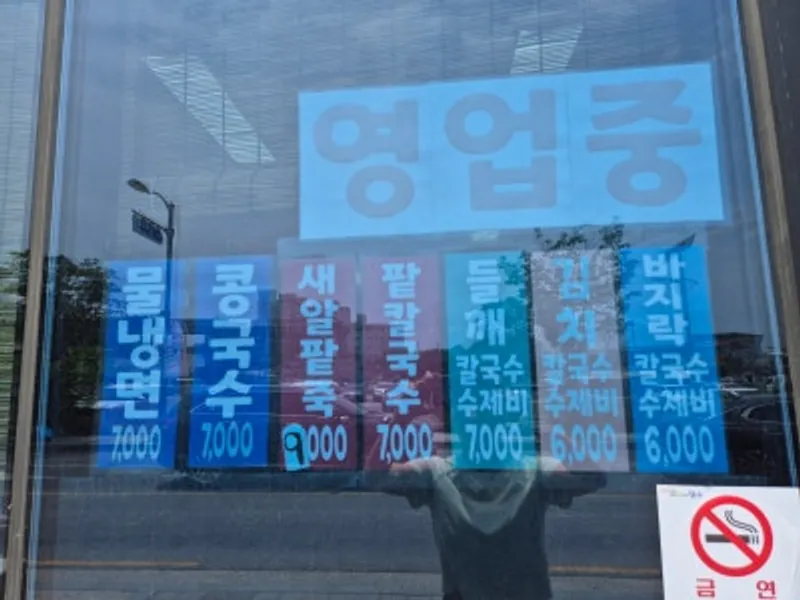 영업중
물냉면
7,000
콩국수
7,000
새알팥죽
9000
팥칼국수
7,000
들깨
칼국수
수제비
7,000
김치
칼국수
수제비
6,000
바지락
칼국수
수제비
6,000
금연